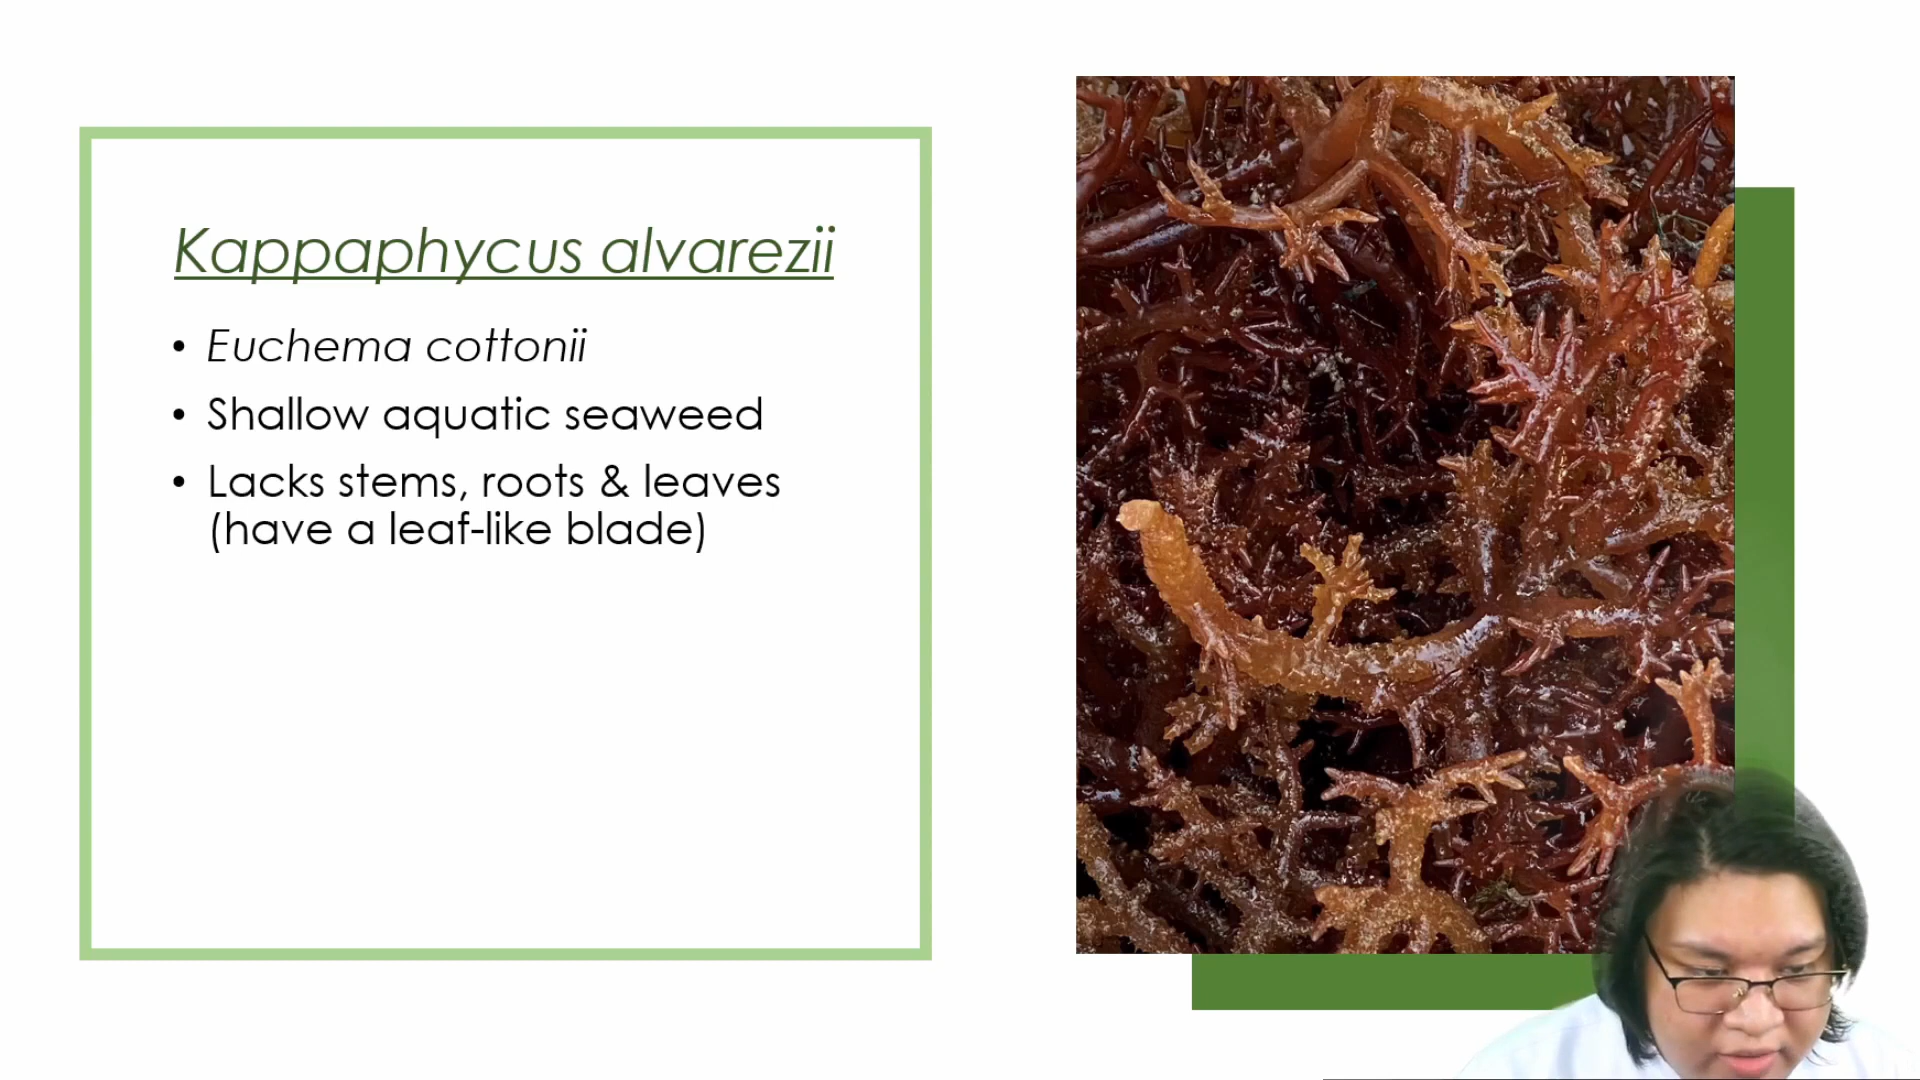 Kappaphycus alvarezii
• Euchema cottonii
• Shallow aquatic seaweed
• Lacks stems, roots & leaves
(have a leaf-like blade)